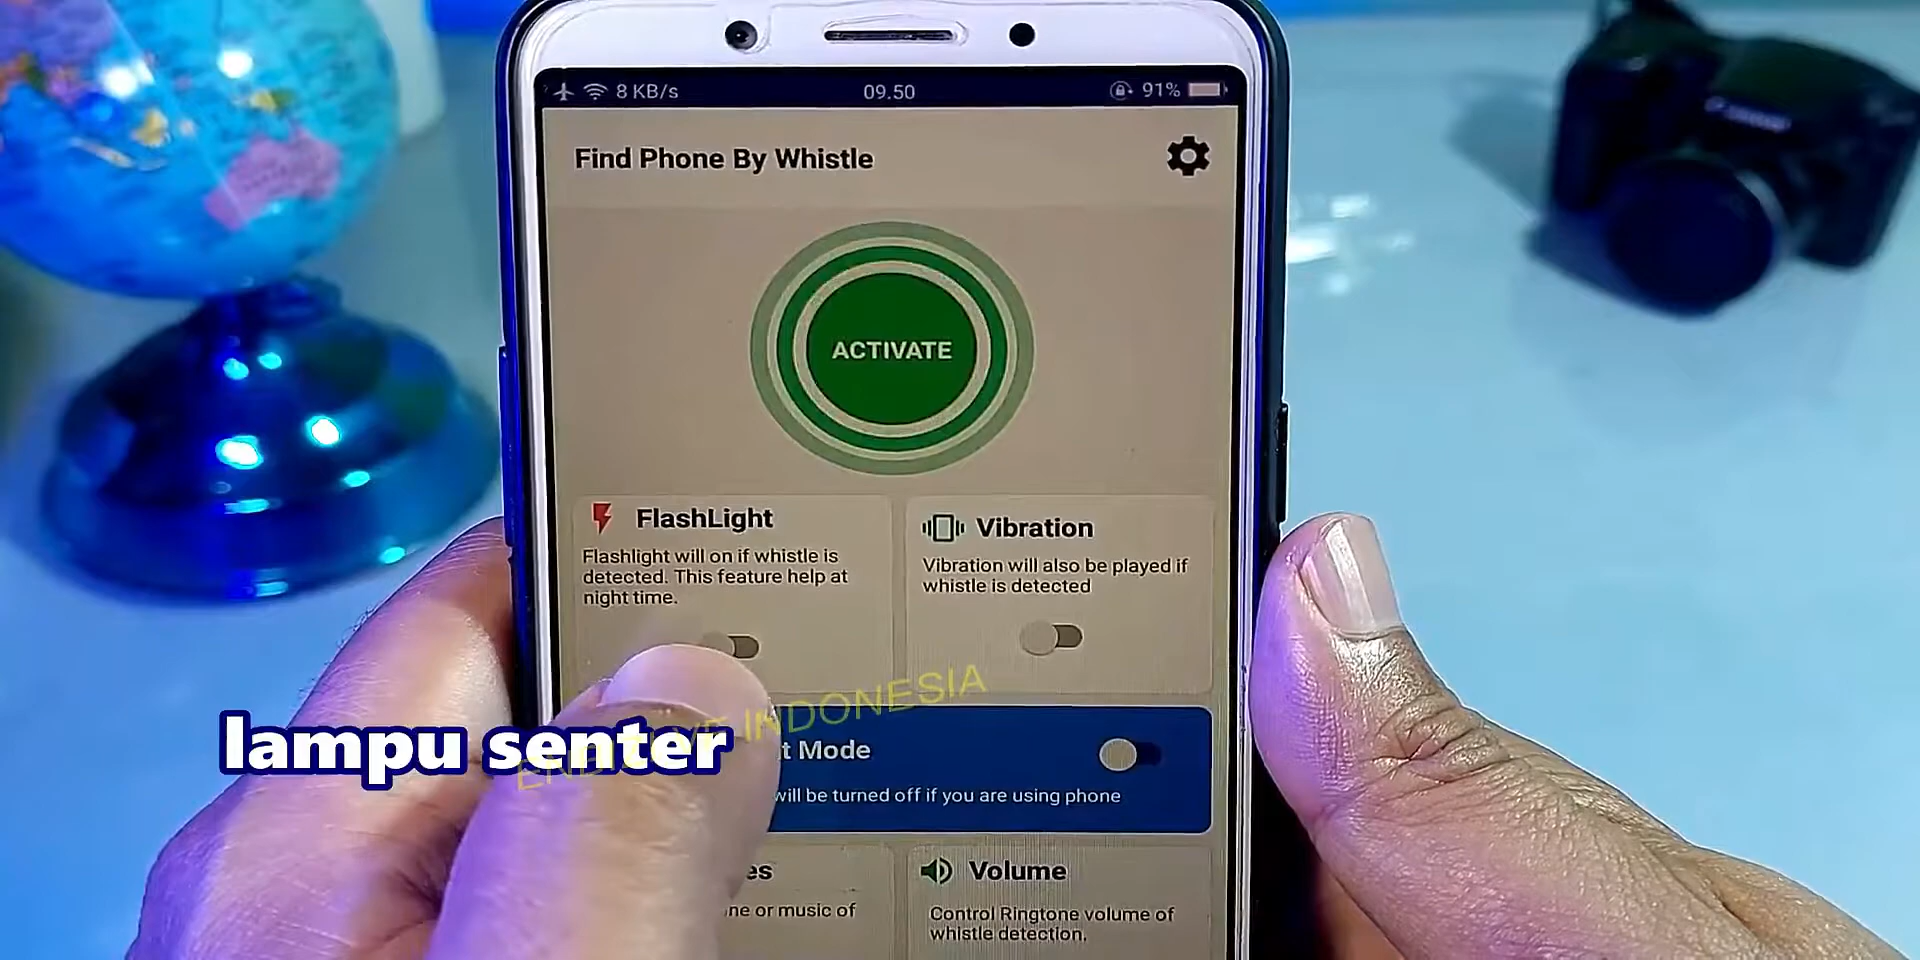 8 KB/s
09.50
91%
Find Phone By Whistle
ACTIVATE
FlashLight
Flashlight will on if whistle is
detected. This feature help at
night time.
Vibration
Vibration will also be played if
whistle is detected
lampu senter
INDONESIA
Mode
will be turned off if you are using phone
Volume
Control Ringtone volume of
whistle detection.
or music of